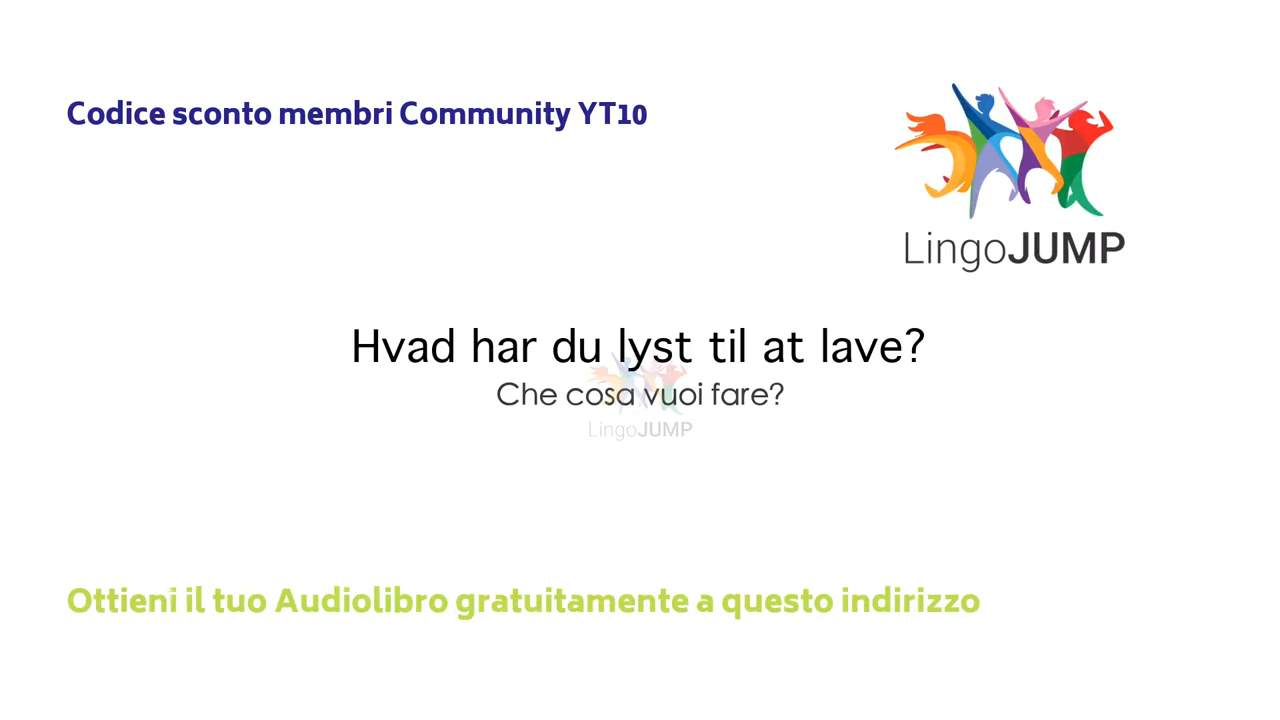 Codice sconto membri Community YT10
LingoJUMP
Hvad har du lyst til at lave?
Che cosa vuoi fare?
LingoJUMP
Ottieni il tuo Audiolibro gratuitamente a questo indirizzo